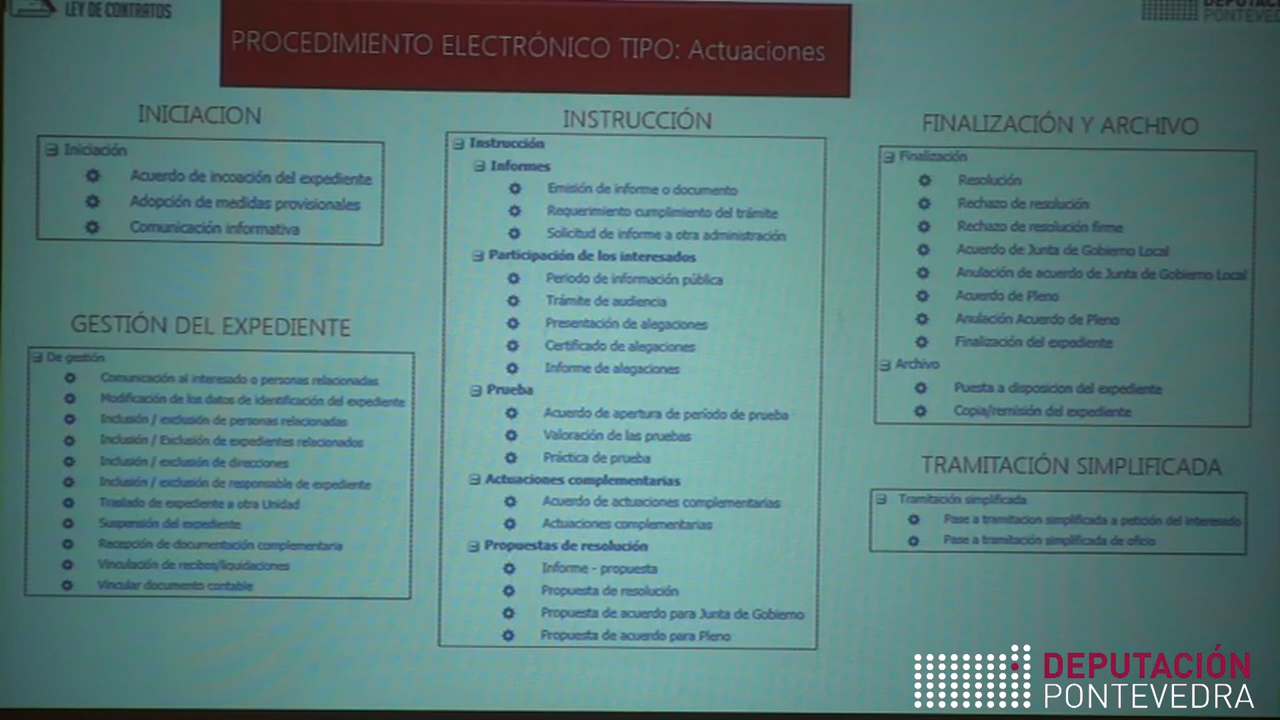 LEY DE CONTRATOS
DEPUTACIÓN
PONTEVEDRA
PROCEDIMIENTO ELECTRÓNICO TIPO: Actuaciones
INICIACION
Iniciación
Acuerdo de incoación del expediente
Adopción de medidas provisionales
Comunicación informativa
GESTIÓN DEL EXPEDIENTE
De gestión
Comunicación al interesado o personas relacionadas
Modificación de los datos de identificación del expediente
Inclusión / exclusión de personas relacionadas
Inclusión / Exclusión de expedientes relacionados
Inclusión / exclusión de direcciones
Inclusión / exclusión de responsable de expediente
Traslado de expediente a otra Unidad
Suspensión del expediente
Recepción de documentación complementaria
Vinculación de recibos/liquidaciones
Vincular documento contable
INSTRUCCIÓN
Instrucción
Informes
Emisión de informe o documento
Requerimiento cumplimiento del trámite
Solicitud de informe a otra administración
Participación de los interesados
Periodo de información pública
Trámite de audiencia
Presentación de alegaciones
Certificado de alegaciones
Informe de alegaciones
Prueba
Acuerdo de apertura de período de prueba
Valoración de las pruebas
Práctica de prueba
Actuaciones complementarias
Acuerdo de actuaciones complementarias
Actuaciones complementarias
Propuestas de resolución
Informe - propuesta
Propuesta de resolución
Propuesta de acuerdo para Junta de Gobierno
Propuesta de acuerdo para Pleno
FINALIZACIÓN Y ARCHIVO
Finalización
Resolución
Rechazo de resolución
Rechazo de resolución firme
Acuerdo de Junta de Gobierno Local
Anulación de acuerdo de Junta de Gobierno Local
Acuerdo de Pleno
Anulación Acuerdo de Pleno
Finalización del expediente
Archivo
Puesta a disposicion del expediente
Copia/remisión del expediente
TRAMITACIÓN SIMPLIFICADA
Tramitación simplificada
Pase a tramitacion simplificada a petición del interesado
Pase a tramitación simplificada de oficio
DEPUTACIÓN
PONTEVEDRA